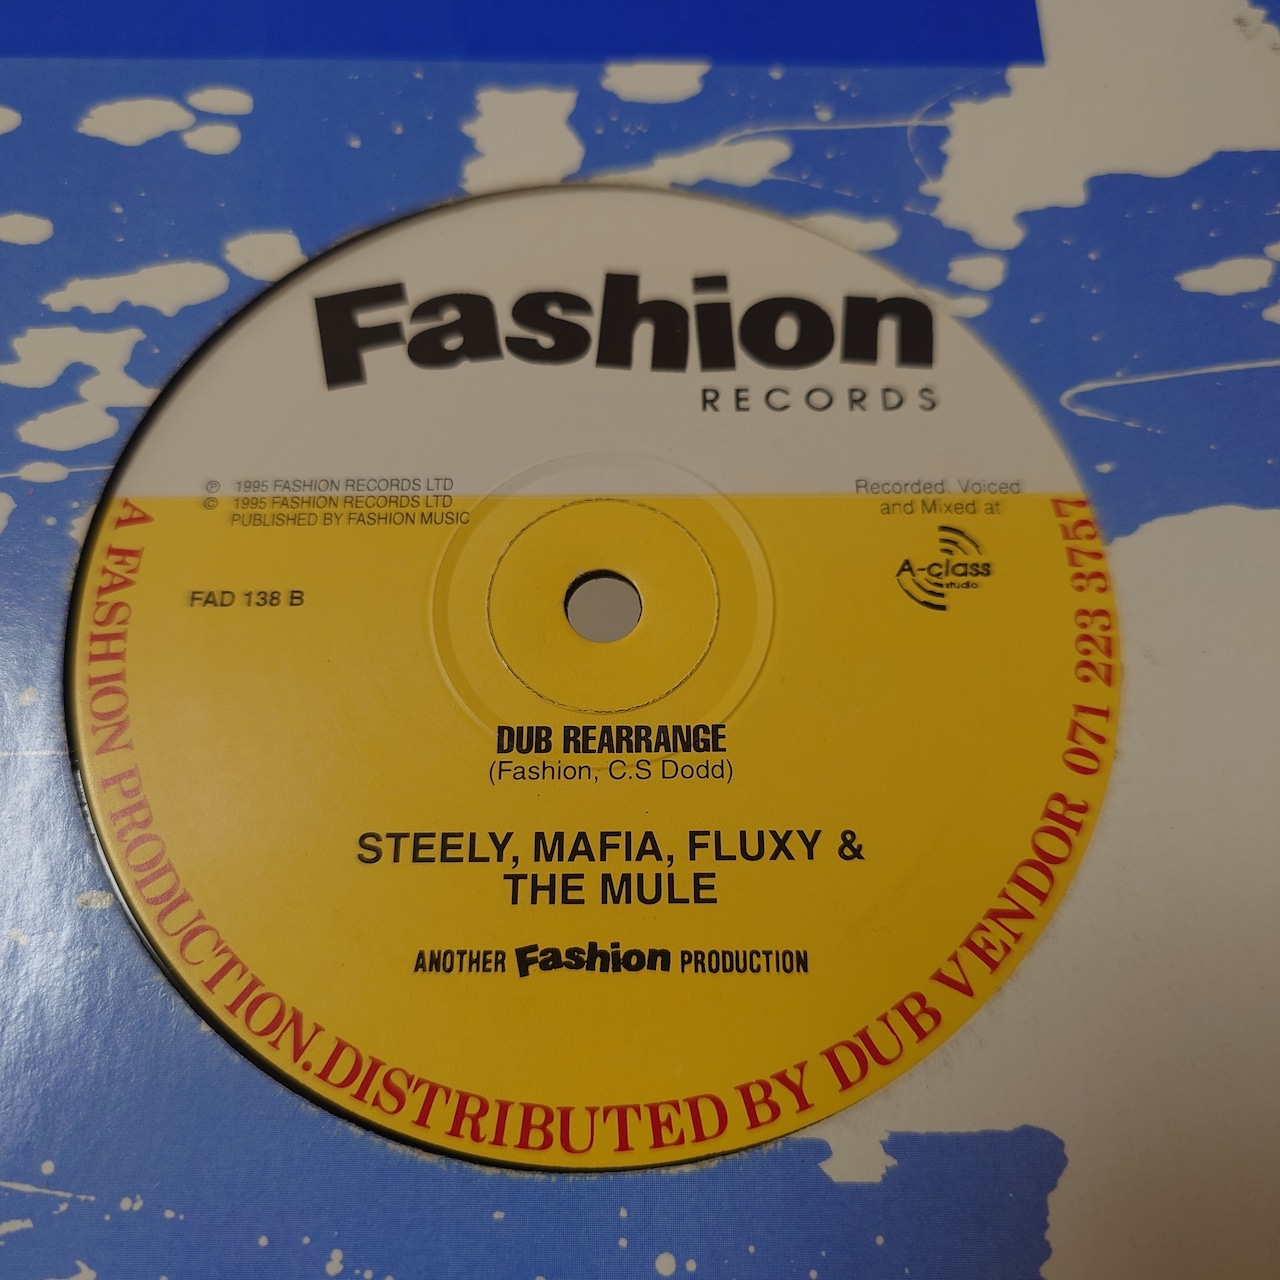 Fashion
RECORDS
℗ 1995 FASHION RECORDS LTD
© 1995 FASHION RECORDS LTD
PUBLISHED BY FASHION MUSIC
Recorded. Voiced
and Mixed at
A-class
studio
FAD 138 B
DUB REARRANGE
(Fashion, C.S Dodd)
STEELY, MAFIA, FLUXY &
THE MULE
ANOTHER Fashion PRODUCTION
A FASHION PRODUCTION.DISTRIBUTED BY DUB VENDOR 071 223 3757